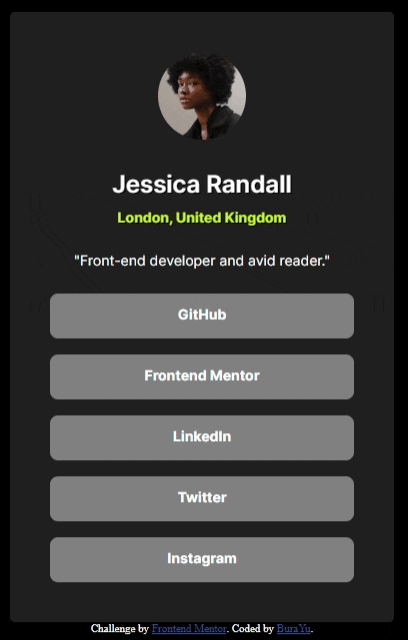 Jessica Randall
London, United Kingdom
"Front-end developer and avid reader."
GitHub
Frontend Mentor
LinkedIn
Twitter
Instagram
Challenge by Frontend Mentor. Coded by BuraYu.